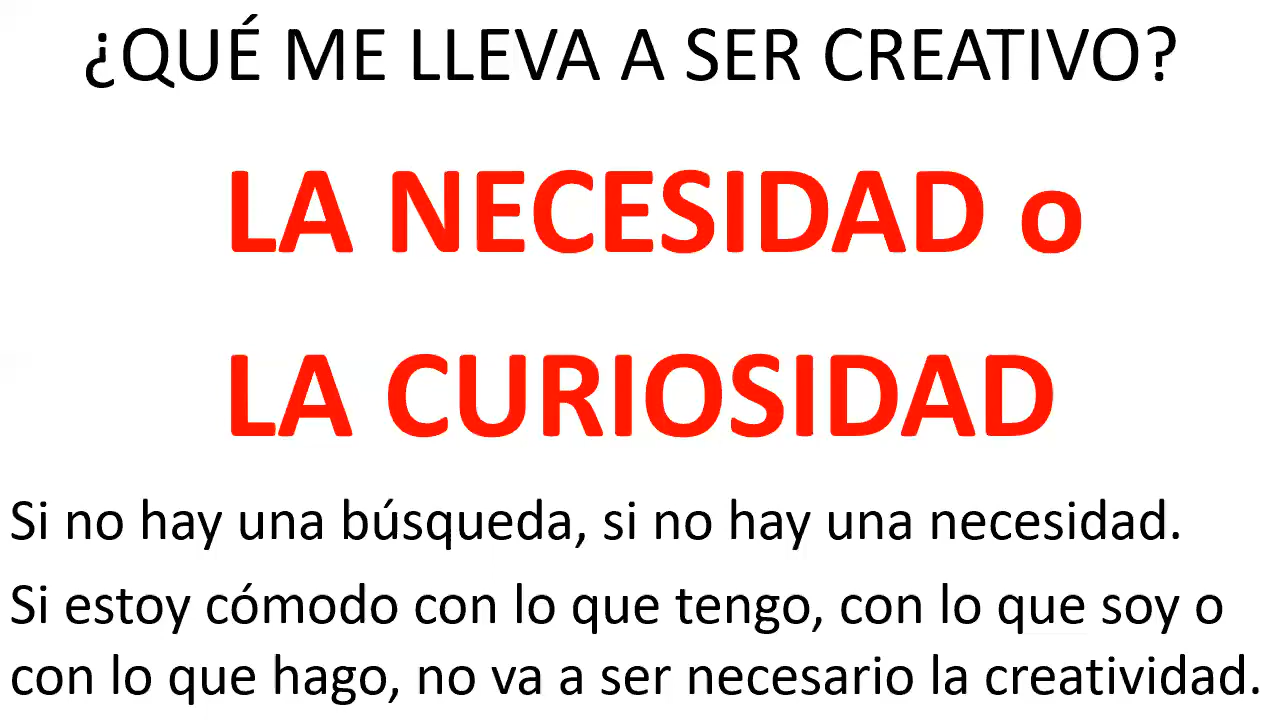 ¿QUÉ ME LLEVA A SER CREATIVO?
LA NECESIDAD o
LA CURIOSIDAD
Si no hay una búsqueda, si no hay una necesidad.
Si estoy cómodo con lo que tengo, con lo que soy o
con lo que hago, no va a ser necesario la creatividad.